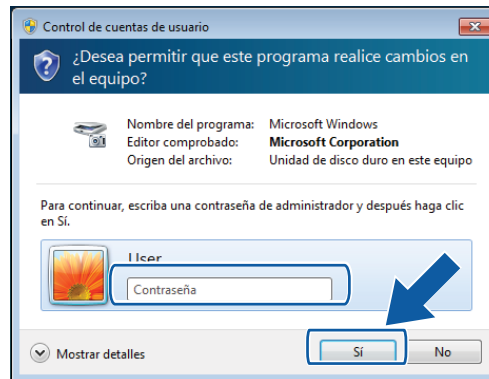 Control de cuentas de usuario
¿Desea permitir que este programa realice cambios en
el equipo?
Nombre del programa: Microsoft Windows
Editor comprobado: Microsoft Corporation
Origen del archivo: Unidad de disco duro en este equipo
Para continuar, escriba una contraseña de administrador y después haga clic
en Sí.
User
Contraseña
Mostrar detalles Sí No